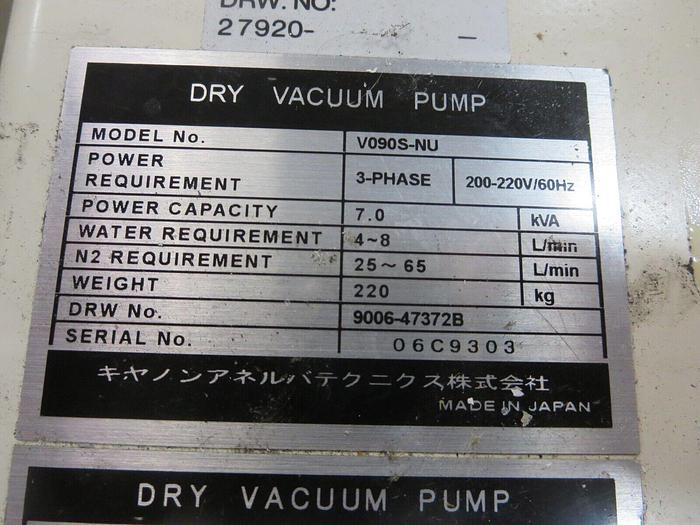 DRW. NO:
27920- –
DRY VACUUM PUMP
MODEL No. V090S-NU
POWER REQUIREMENT 3-PHASE 200-220V/60Hz
POWER CAPACITY 7.0 kVA
WATER REQUIREMENT 4~8 L/min
N2 REQUIREMENT 25~65 L/min
WEIGHT 220 kg
DRW No. 9006-47372B
SERIAL No. 06C9303
キヤノンアネルバテクニクス株式会社
MADE IN JAPAN
DRY VACUUM PUMP